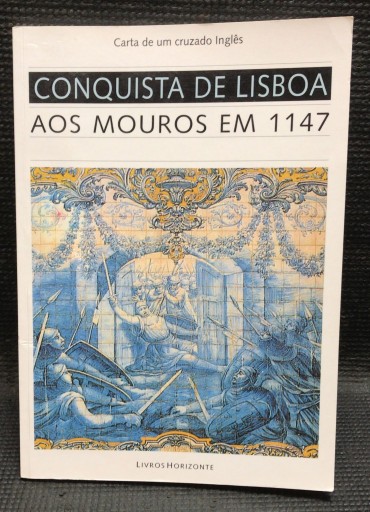 Carta de um cruzado Inglês
CONQUISTA DE LISBOA
AOS MOUROS EM 1147
LIVROS HORIZONTE